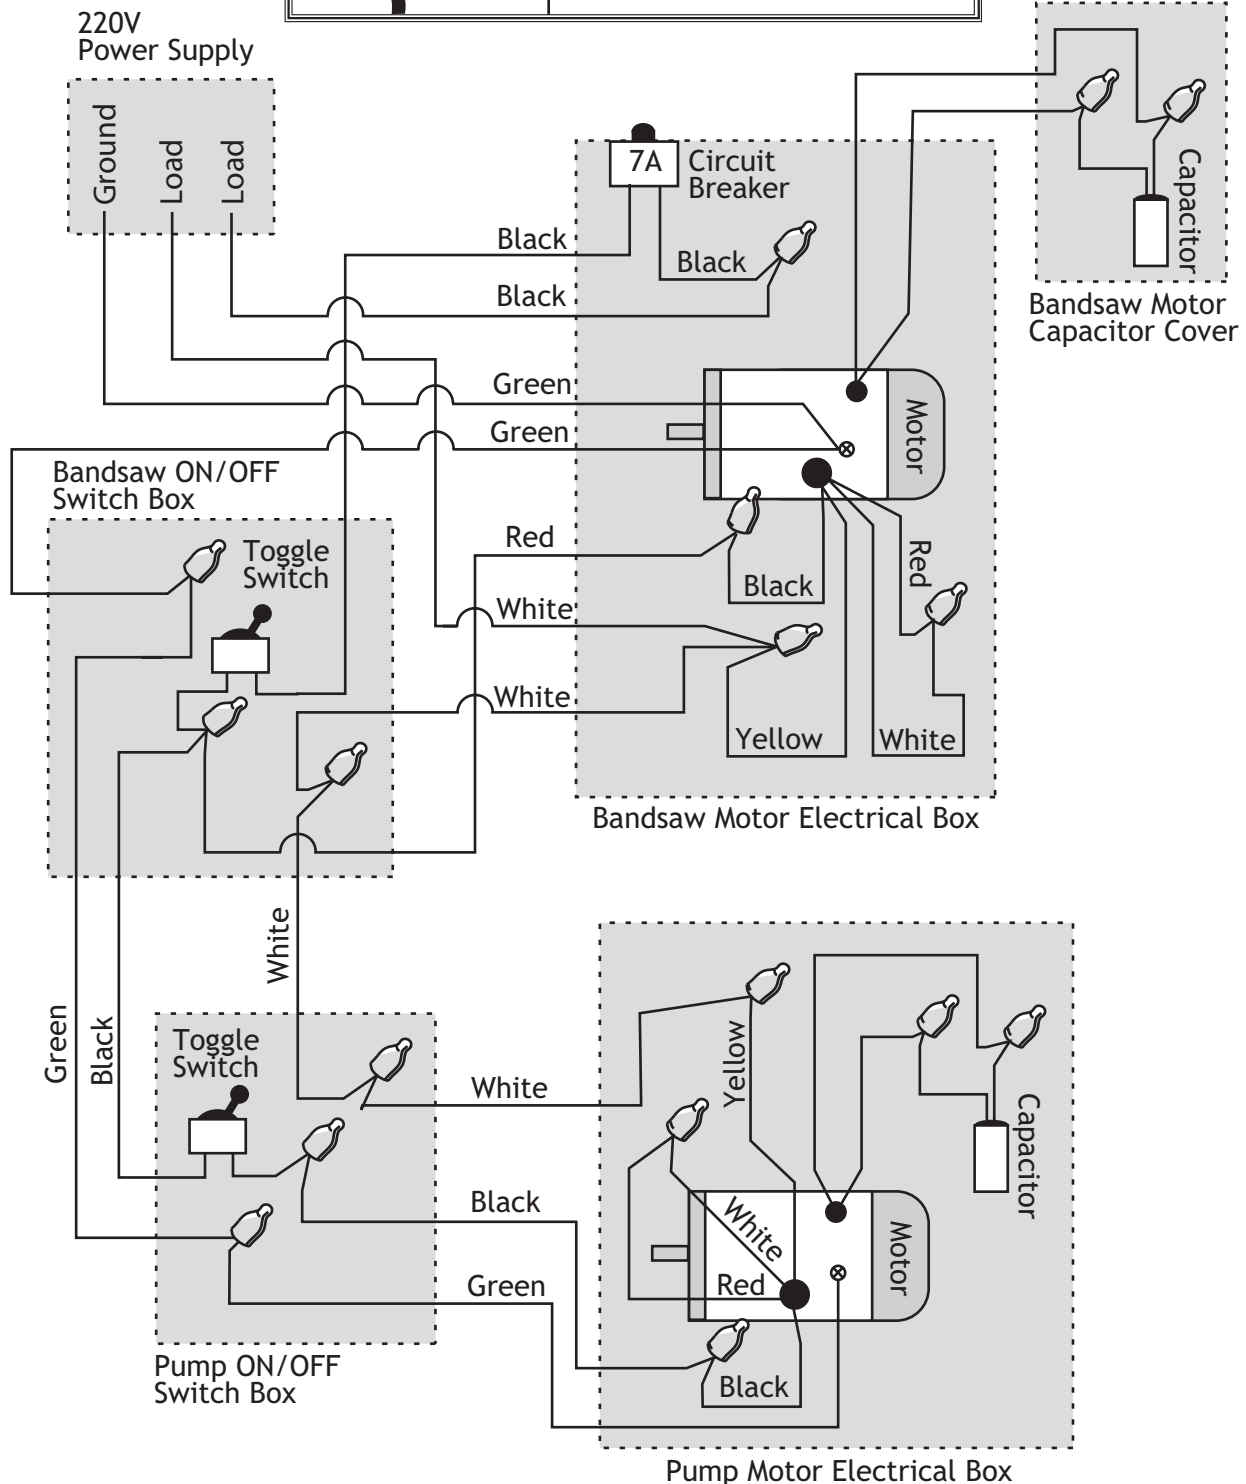 220V
Power Supply
Ground
Load
Load
7A
Circuit
Breaker
Black
Black
Black
Capacitor
Bandsaw Motor
Capacitor Cover
Green
Green
Motor
Bandsaw ON/OFF
Switch Box
Toggle
Switch
Red
Black
Red
White
White
Yellow
White
Bandsaw Motor Electrical Box
White
Green
Black
Toggle
Switch
White
Yellow
Capacitor
Black
White
Motor
Green
Red
Black
Pump ON/OFF
Switch Box
Pump Motor Electrical Box